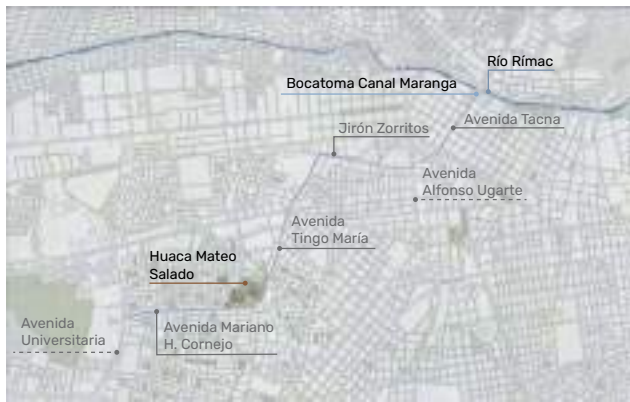 Río Rímac
Bocatoma Canal Maranga
Avenida Tacna
Jirón Zorritos
Avenida
Alfonso Ugarte
Avenida
Tingo María
Huaca Mateo
Salado
Avenida
Universitaria
Avenida Mariano
H. Cornejo